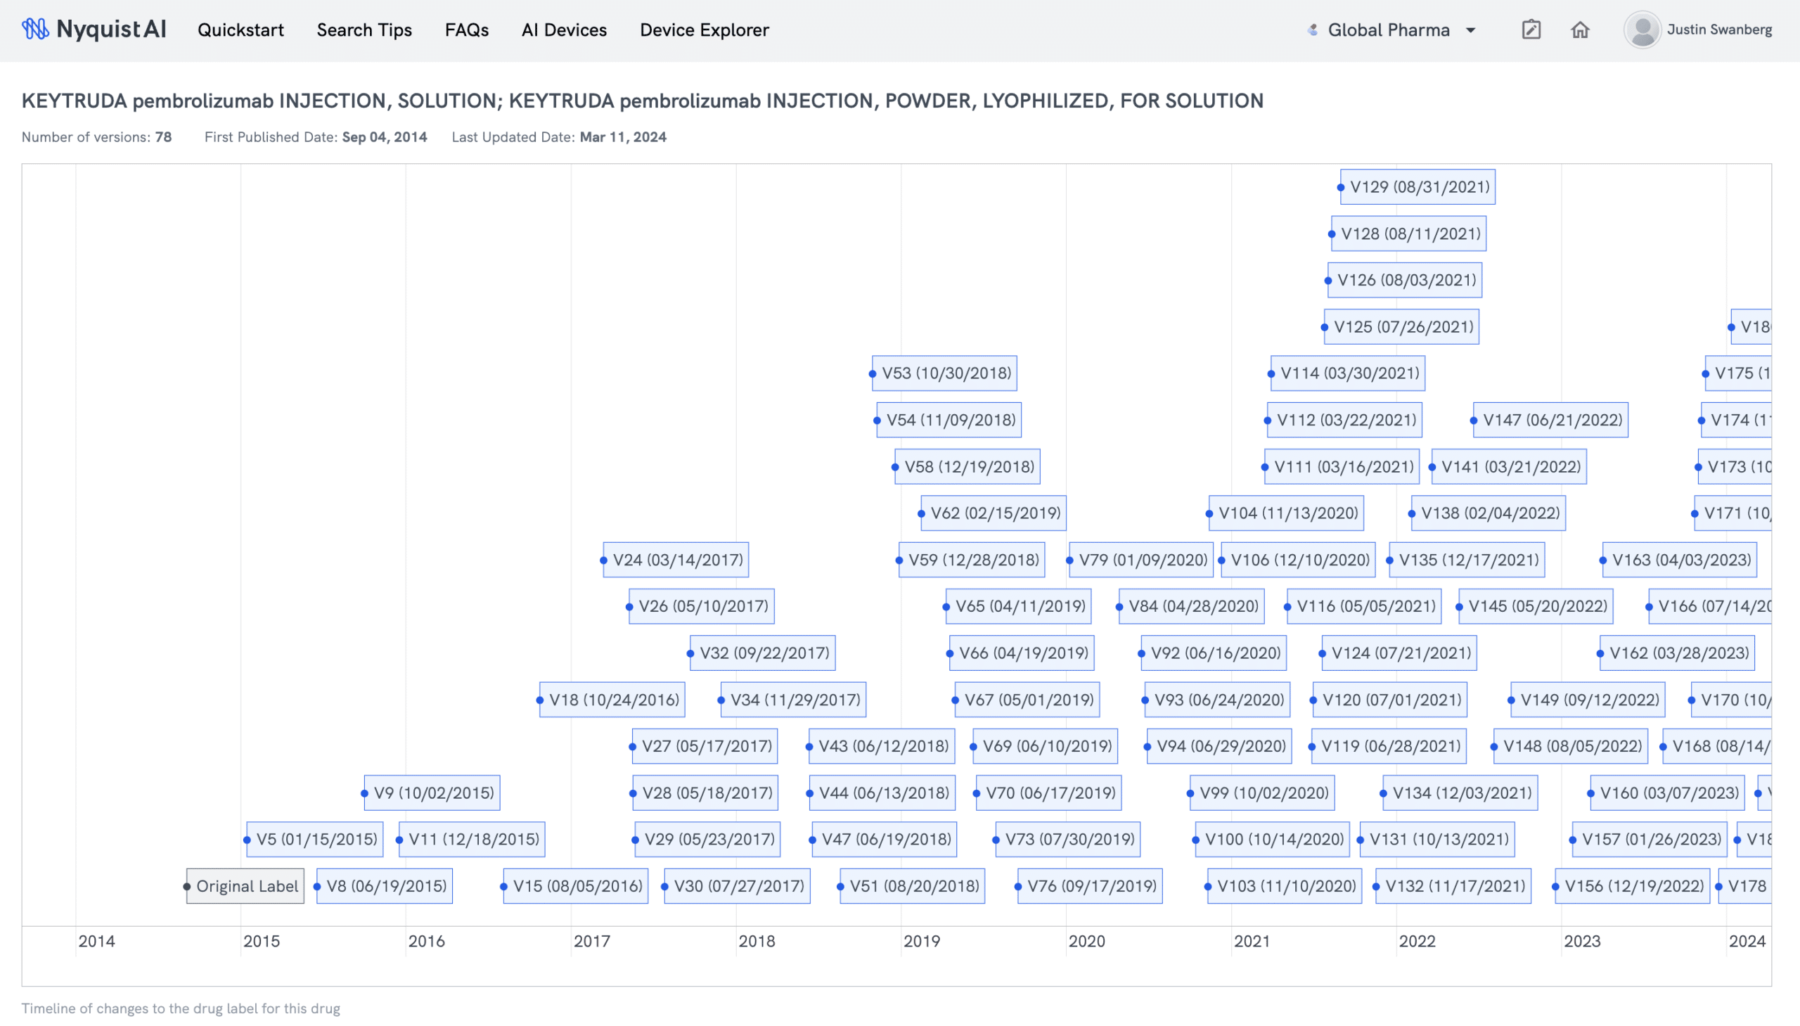 NyquistAI Quickstart Search Tips FAQs AI Devices Device Explorer Global Pharma Justin Swanberg
KEYTRUDA pembrolizumab INJECTION, SOLUTION; KEYTRUDA pembrolizumab INJECTION, POWDER, LYOPHILIZED, FOR SOLUTION
Number of versions: 78 First Published Date: Sep 04, 2014 Last Updated Date: Mar 11, 2024
V129 (08/31/2021)
V128 (08/11/2021)
V126 (08/03/2021)
V125 (07/26/2021) V18
V53 (10/30/2018) V114 (03/30/2021) V175 (1
V54 (11/09/2018) V112 (03/22/2021) V147 (06/21/2022) V174 (11
V58 (12/19/2018) V111 (03/16/2021) V141 (03/21/2022) V173 (10
V62 (02/15/2019) V104 (11/13/2020) V138 (02/04/2022) V171 (10/
V24 (03/14/2017) V59 (12/28/2018) V79 (01/09/2020) V106 (12/10/2020) V135 (12/17/2021) V163 (04/03/2023)
V26 (05/10/2017) V65 (04/11/2019) V84 (04/28/2020) V116 (05/05/2021) V145 (05/20/2022) V166 (07/14/20
V32 (09/22/2017) V66 (04/19/2019) V92 (06/16/2020) V124 (07/21/2021) V162 (03/28/2023)
V18 (10/24/2016) V34 (11/29/2017) V67 (05/01/2019) V93 (06/24/2020) V120 (07/01/2021) V149 (09/12/2022) V170 (10/
V27 (05/17/2017) V43 (06/12/2018) V69 (06/10/2019) V94 (06/29/2020) V119 (06/28/2021) V148 (08/05/2022) V168 (08/14/
V9 (10/02/2015) V28 (05/18/2017) V44 (06/13/2018) V70 (06/17/2019) V99 (10/02/2020) V134 (12/03/2021) V160 (03/07/2023)
V5 (01/15/2015) V11 (12/18/2015) V29 (05/23/2017) V47 (06/19/2018) V73 (07/30/2019) V100 (10/14/2020) V131 (10/13/2021) V157 (01/26/2023) V18
Original Label V8 (06/19/2015) V15 (08/05/2016) V30 (07/27/2017) V51 (08/20/2018) V76 (09/17/2019) V103 (11/10/2020) V132 (11/17/2021) V156 (12/19/2022) V178
2014 2015 2016 2017 2018 2019 2020 2021 2022 2023 2024
Timeline of changes to the drug label for this drug